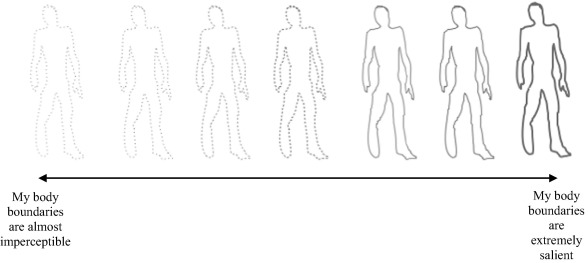 My body
boundaries
are almost
imperceptible
My body
boundaries
are
extremely
salient